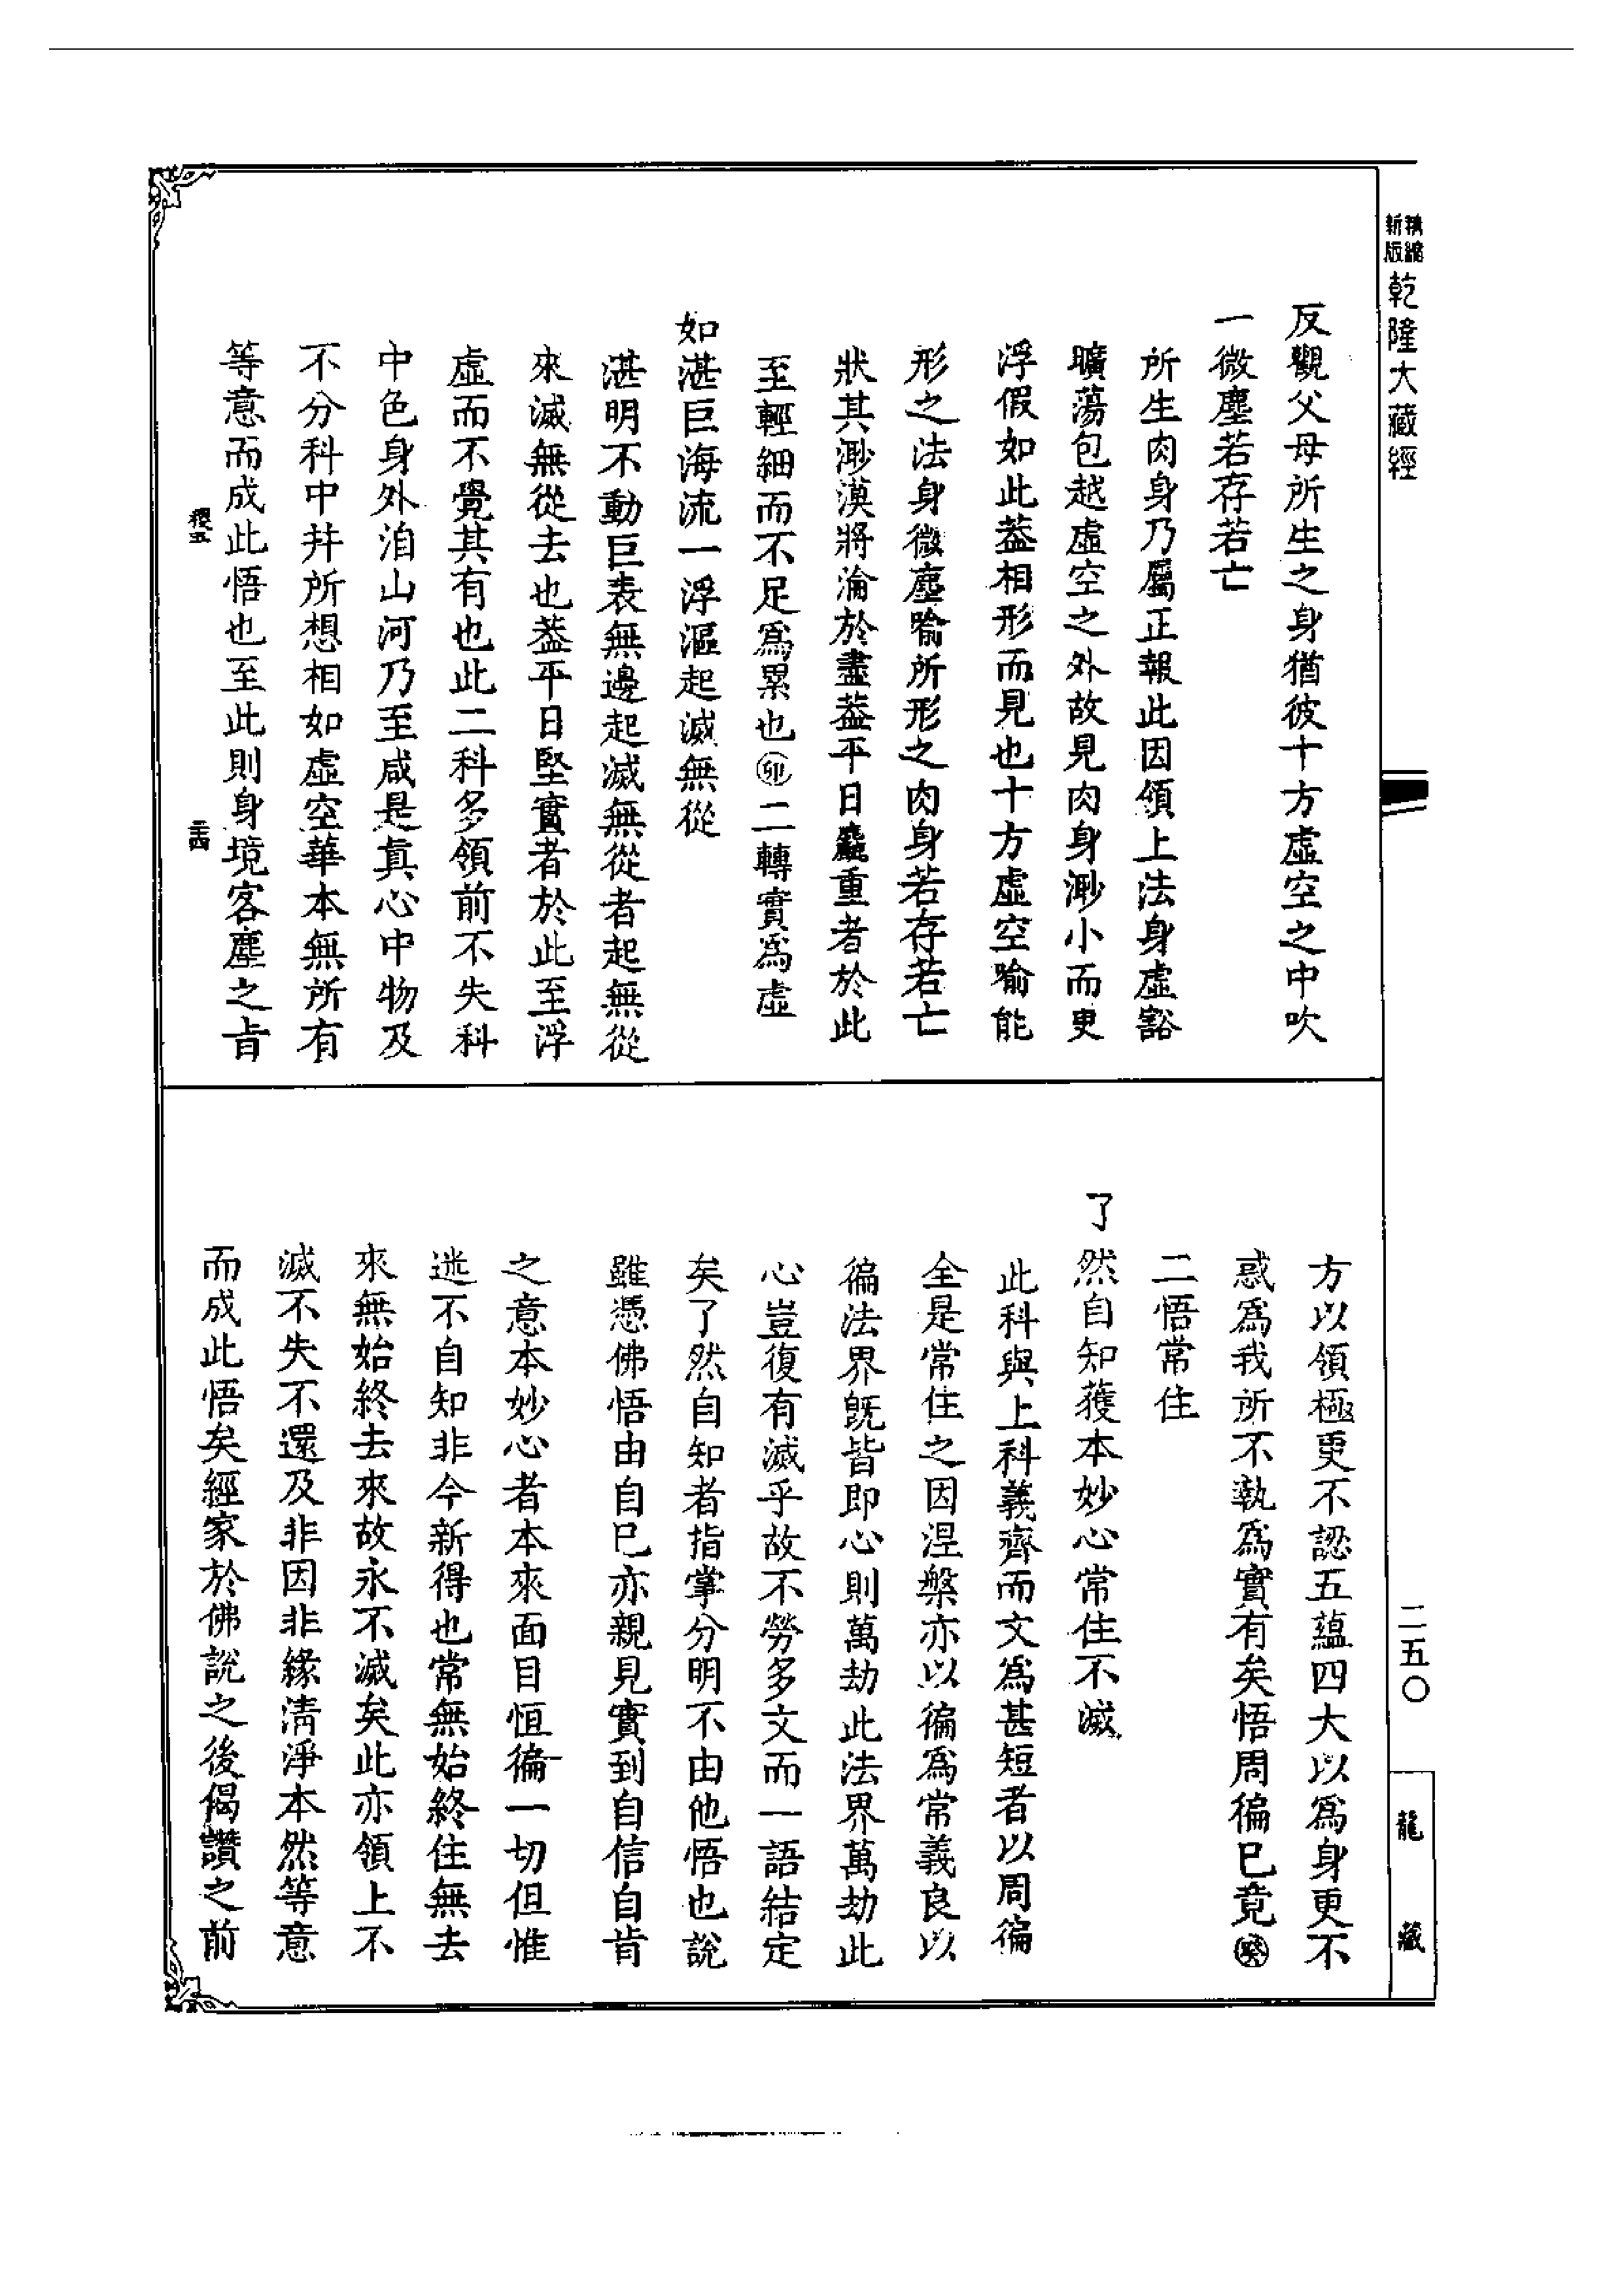 精縮新版 乾隆大藏經
反觀父母所生之身猶彼十方虛空之中吹
一微塵若存若亡
所生肉身乃屬正報此因領上法身虛豁
曠蕩包越虛空之外故見肉身渺小而更
浮假如此葢相形而見也十方虛空喻能
形之法身微塵喻所形之肉身若存若亡
狀其渺漠將淪於盡葢平日麤重者於此
至輕細而不足爲累也㊞二轉實爲虛
如湛巨海流一浮漚起滅無從
湛明不動巨表無邊起滅無從者起無從
來滅無從去也葢平日堅實者於此至浮
虛而不覺其有也此二科多領前不失科
中色身外洎山河乃至咸是真心中物及
不分科中幷所想相如虛空華本無所有
等意而成此悟也至此則身境客塵之旨
方以領極更不認五蘊四大以爲身更不
惑爲我所不執爲實有矣悟周徧已竟癸
二悟常住
了然自知獲本妙心常住不滅
此科與上科義齊而文爲甚短者以周徧
全是常住之因涅槃亦以徧爲常義良以
徧法界旣皆即心則萬劫此法界萬劫此
心豈復有滅乎故不勞多文而一語結定
矣了然自知者指掌分明不由他悟也說
雖憑佛悟由自巳亦親見實到自信自肯
之意本妙心者本來面目恒徧一切但惟
迷不自知非今新得也常無始終住無去
來無始終去來故永不滅矣此亦領上不
滅不失不還及非因非緣清淨本然等意
而成此悟矣經家於佛說之後偈讚之前
二五〇
龍藏